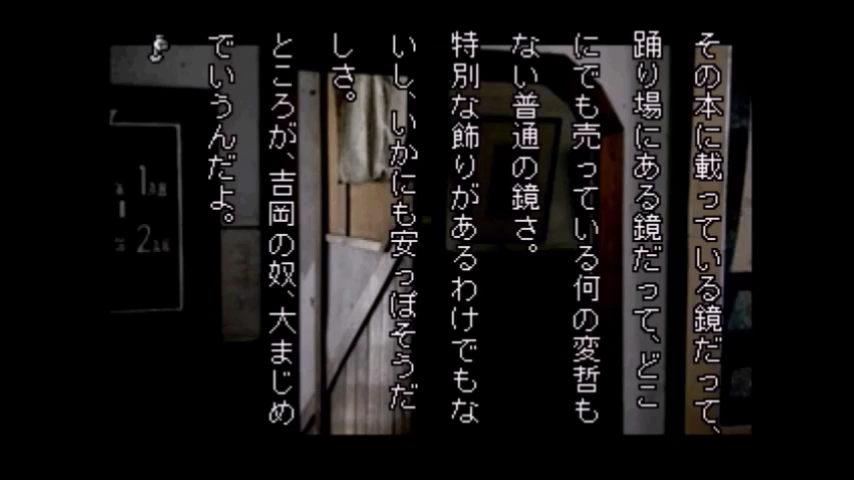 その本に載っている鏡だって、
踊り場にある鏡だって、どこ
にでも売っている何の変哲も
ない普通の鏡さ。
特別な飾りがあるわけでもな
いし、いかにも安っぽそうだ
しさ。
ところが、吉岡の奴、大まじめ
でいうんだよ。
1
2